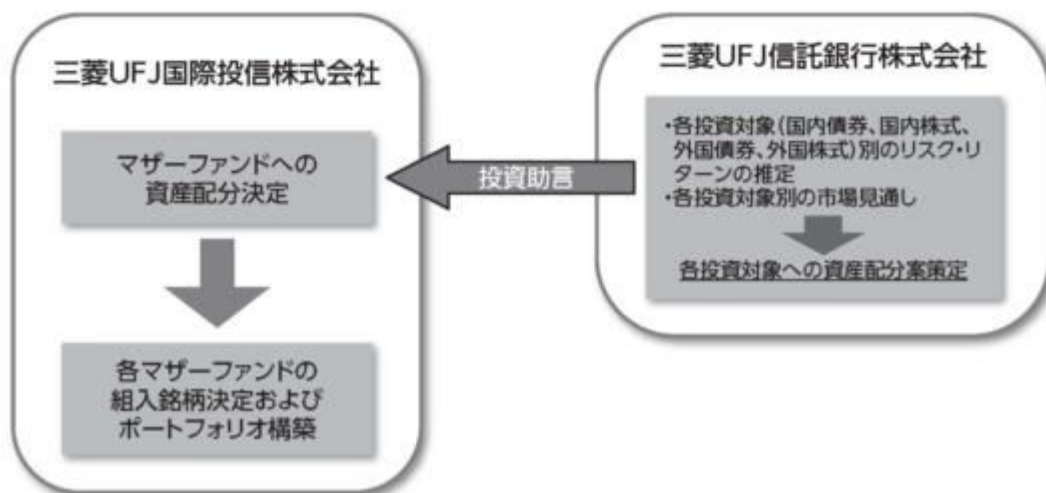 三菱UFJ国際投信株式会社
マザーファンドへの
資産配分決定
各マザーファンドの
組入銘柄決定および
ポートフォリオ構築
投資助言
三菱UFJ信託銀行株式会社
・各投資対象(国内債券、国内株式、
外国債券、外国株式)別のリスク・リ
ターンの推定
・各投資対象別の市場見通し
各投資対象への資産配分案策定